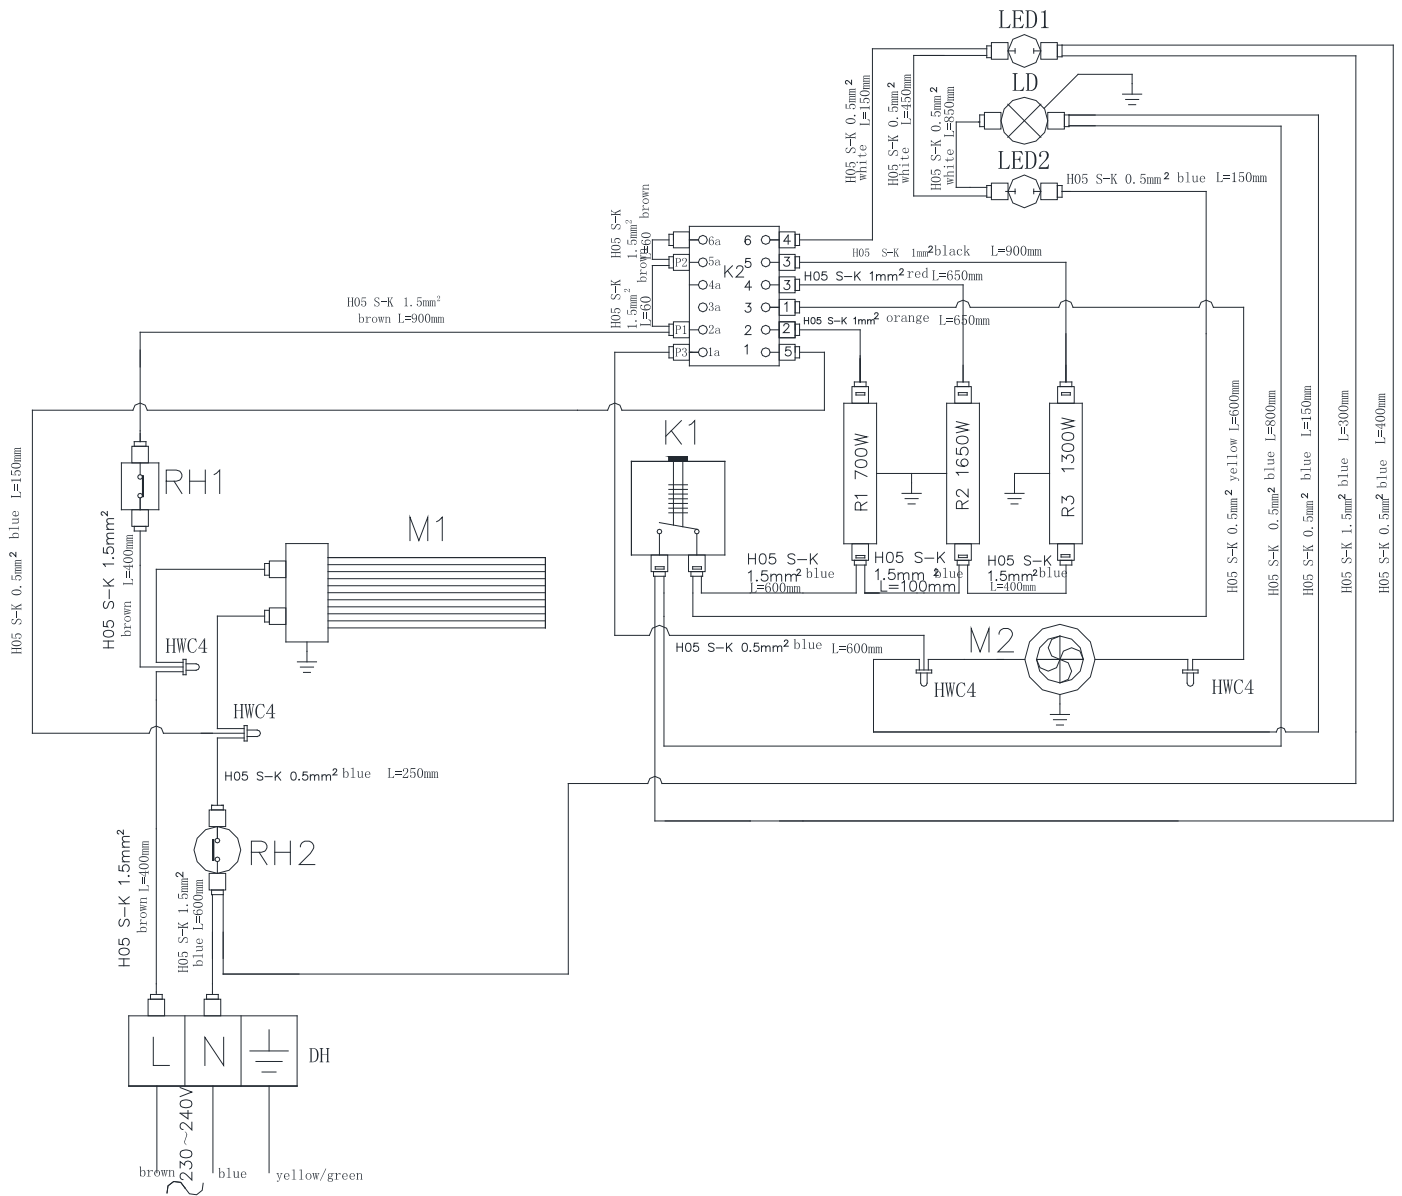 LED1
LD
LED2
H05 S-K 0.5mm²
white L=150mm
H05 S-K 0.5mm²
white L=450mm
H05 S-K 0.5mm²
white L=850mm
H05 S-K 0.5mm² blue L=150mm
H05 S-K
1.5mm²
L=60 brown
H05 S-K
1.5mm²
L=60 brown
6a 6 4
P2 5a 5 3
K2
4a 4 3
3a 3 1
P1 2a 2 2
P3 1a 1 5
H05 S-K 1mm² black L=900mm
H05 S-K 1mm² red L=650mm
H05 S-K 1mm² orange L=650mm
H05 S-K 1.5mm²
brown L=900mm
K1
R1 700W
R2 1650W
R3 1300W
RH1
M1
H05 S-K 0.5mm² blue L=150mm
H05 S-K 1.5mm²
brown L=400mm
H05 S-K
1.5mm² blue
L=600mm
H05 S-K
1.5mm² blue
L=100mm
H05 S-K
1.5mm² blue
L=400mm
H05 S-K 0.5mm² yellow L=600mm
H05 S-K 0.5mm² blue L=800mm
H05 S-K 0.5mm² blue L=150mm
H05 S-K 1.5mm² blue L=300mm
H05 S-K 0.5mm² blue L=400mm
HWC4
H05 S-K 0.5mm² blue L=600mm
M2
HWC4
HWC4
HWC4
H05 S-K 0.5mm² blue L=250mm
RH2
H05 S-K 1.5mm²
brown L=400mm
H05 S-K 1.5mm²
blue L=600mm
L N DH
230~240V
brown blue yellow/green